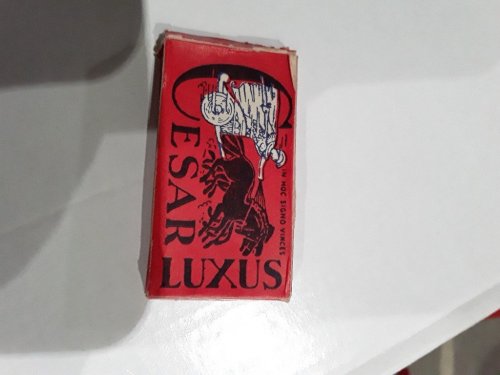 CESAR
LUXUS
IN HOC SIGNO VINCES